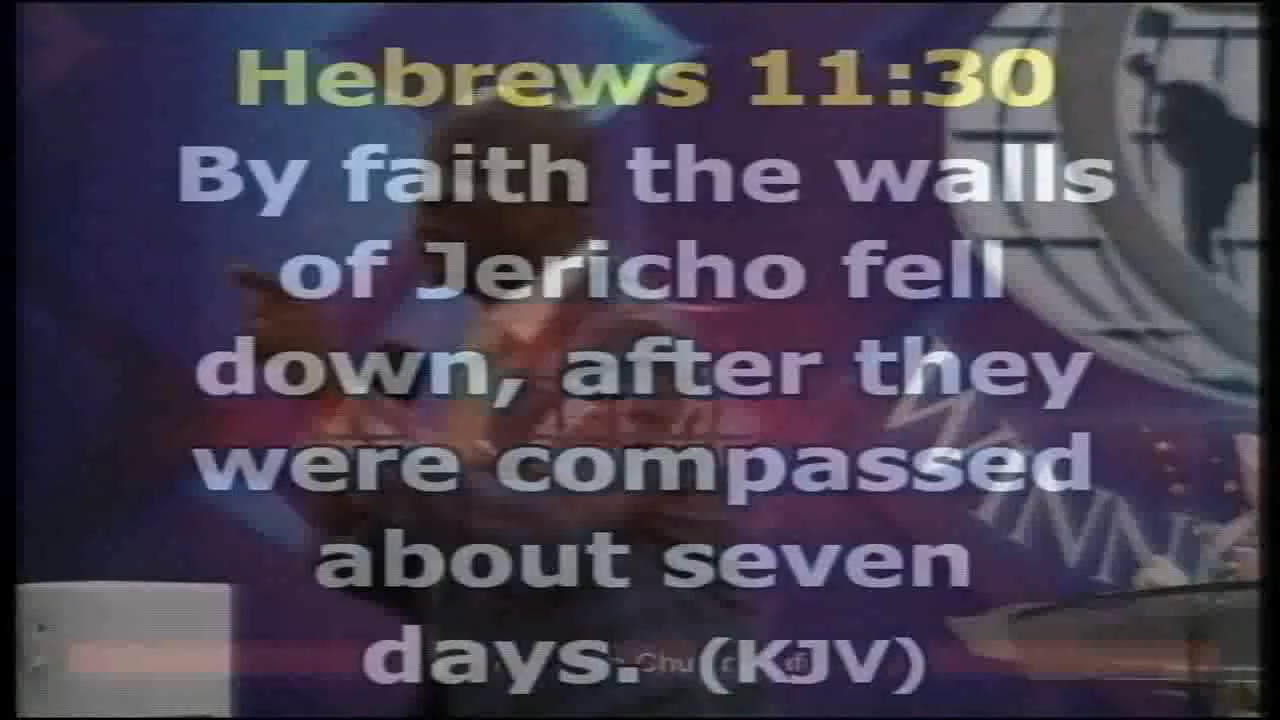 Hebrews 11:30
By faith the walls
of Jericho fell
down, after they
were compassed
about seven
days. (KJV)